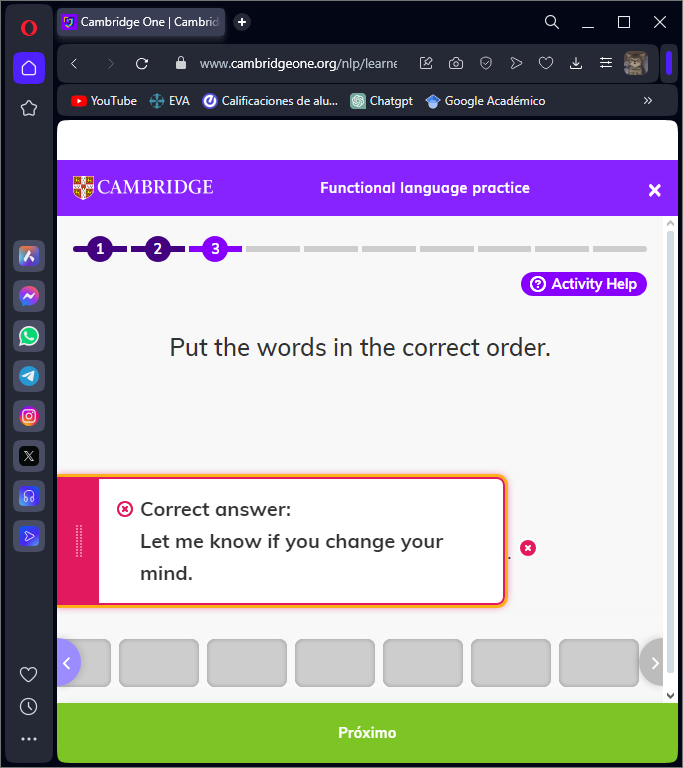 Cambridge One | Cambrid
www.cambridgeone.org/nlp/learne
YouTube EVA Calificaciones de alu... Chatgpt Google Académico »
CAMBRIDGE Functional language practice
1 2 3
? Activity Help
Put the words in the correct order.
Correct answer:
Let me know if you change your
mind.
.
Próximo